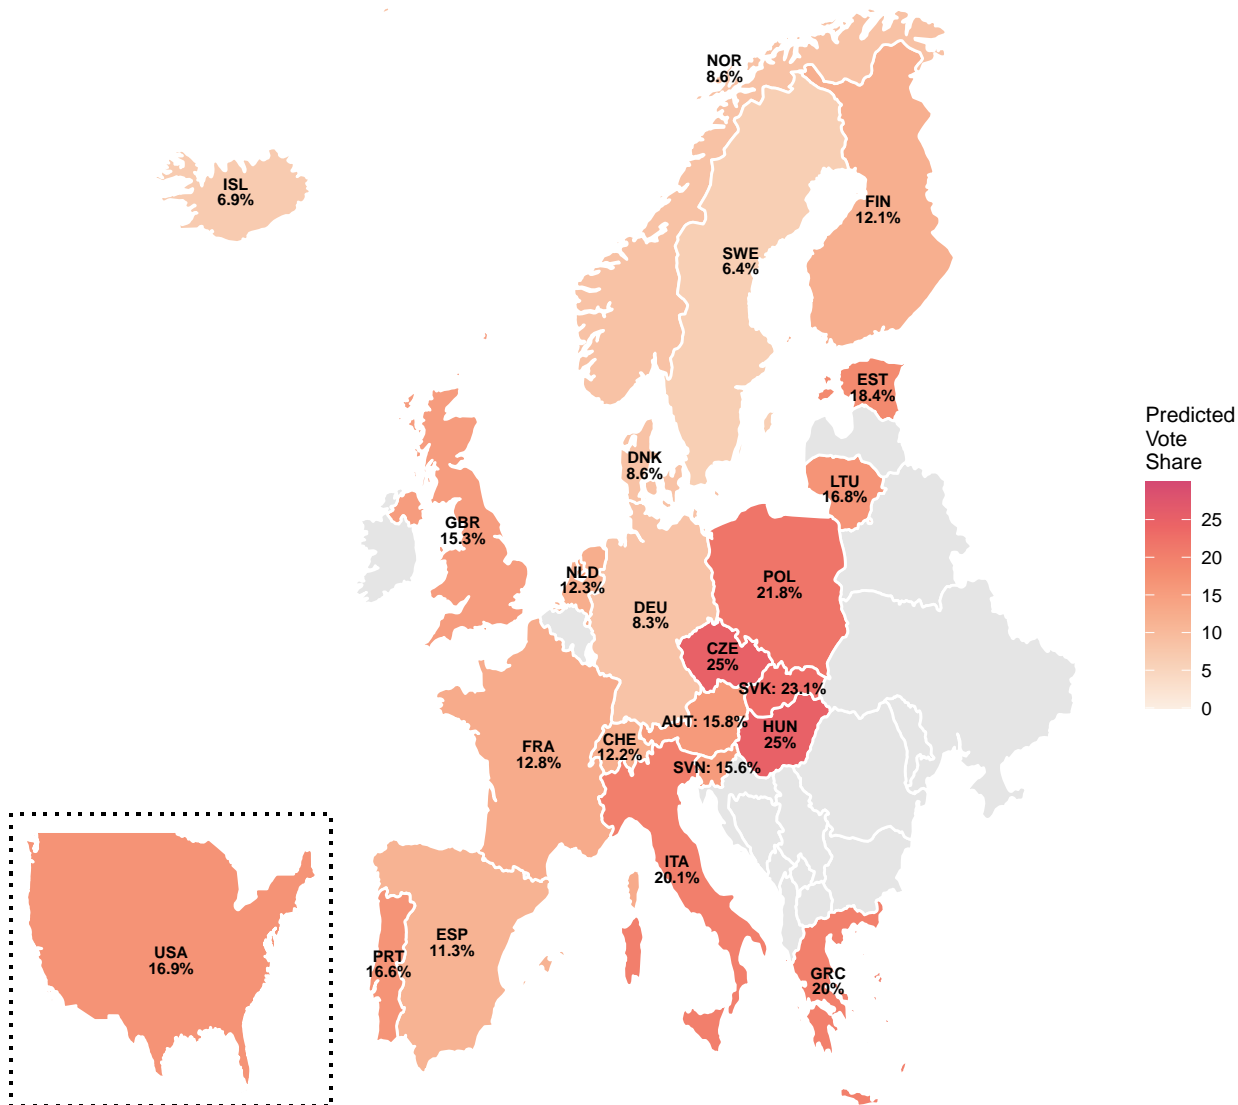 NOR
8.6%
ISL
6.9%
FIN
12.1%
SWE
6.4%
EST
18.4%
DNK
8.6%
LTU
16.8%
GBR
15.3%
NLD
12.3%
POL
21.8%
DEU
8.3%
CZE
25%
SVK: 23.1%
AUT: 15.8%
HUN
25%
CHE
12.2%
FRA
12.8%
SVN: 15.6%
ITA
20.1%
ESP
11.3%
PRT
16.6%
GRC
20%
USA
16.9%
Predicted
Vote
Share
25
20
15
10
5
0